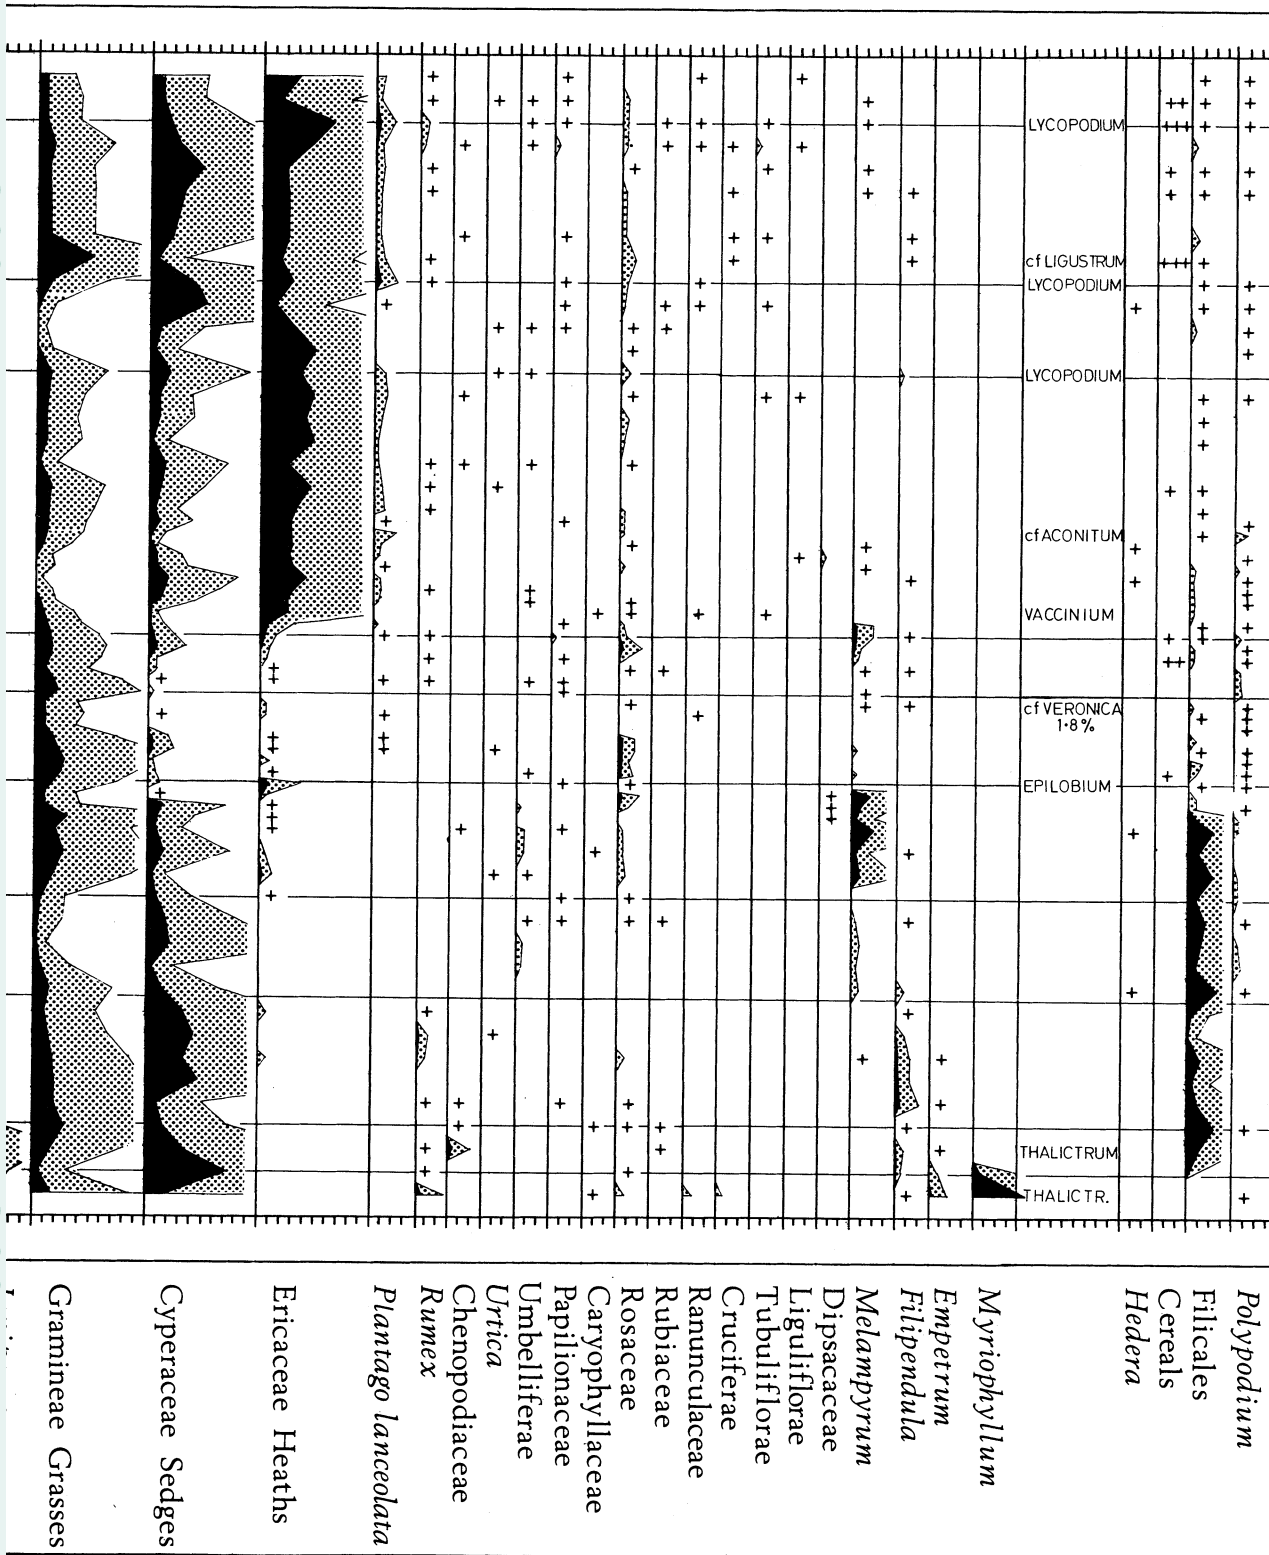 LYCOPODIUM
cf LIGUSTRUM
LYCOPODIUM
LYCOPODIUM
cf ACONITUM
VACCINIUM
cf VERONICA
1·8%
EPILOBIUM
THALICTRUM
THALICTR.
Gramineae Grasses
Cyperaceae Sedges
Ericaceae Heaths
Plantago lanceolata
Rumex
Chenopodiaceae
Urtica
Umbelliferae
Papilionaceae
Caryophyllaceae
Rosaceae
Rubiaceae
Ranunculaceae
Cruciferae
Tubuliflorae
Liguliflorae
Dipsacaceae
Melampyrum
Filipendula
Empetrum
Myriophyllum
Hedera
Cereals
Filicales
Polypodium